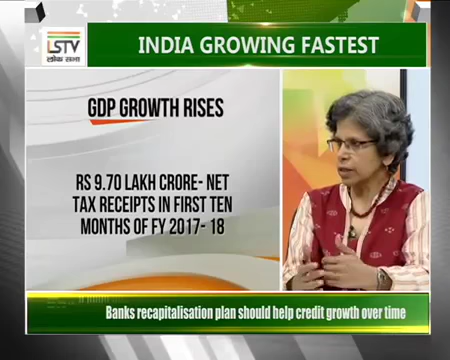 LSTV
लोक सभा
INDIA GROWING FASTEST
GDP GROWTH RISES
RS 9.70 LAKH CRORE- NET
TAX RECEIPTS IN FIRST TEN
MONTHS OF FY 2017- 18
Banks recapitalisation plan should help credit growth over time